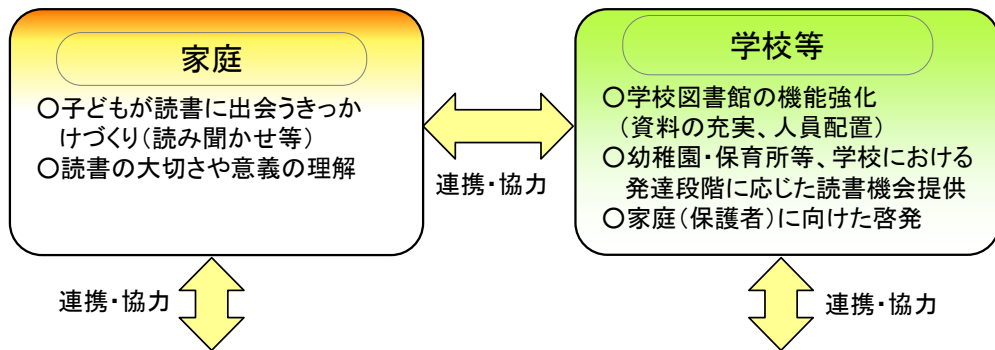 家庭
○子どもが読書に出会うきっか
けづくり(読み聞かせ等)
○読書の大切さや意義の理解
連携・協力
学校等
○学校図書館の機能強化
(資料の充実、人員配置)
○幼稚園・保育所等、学校における
発達段階に応じた読書機会提供
○家庭(保護者)に向けた啓発
連携・協力
連携・協力